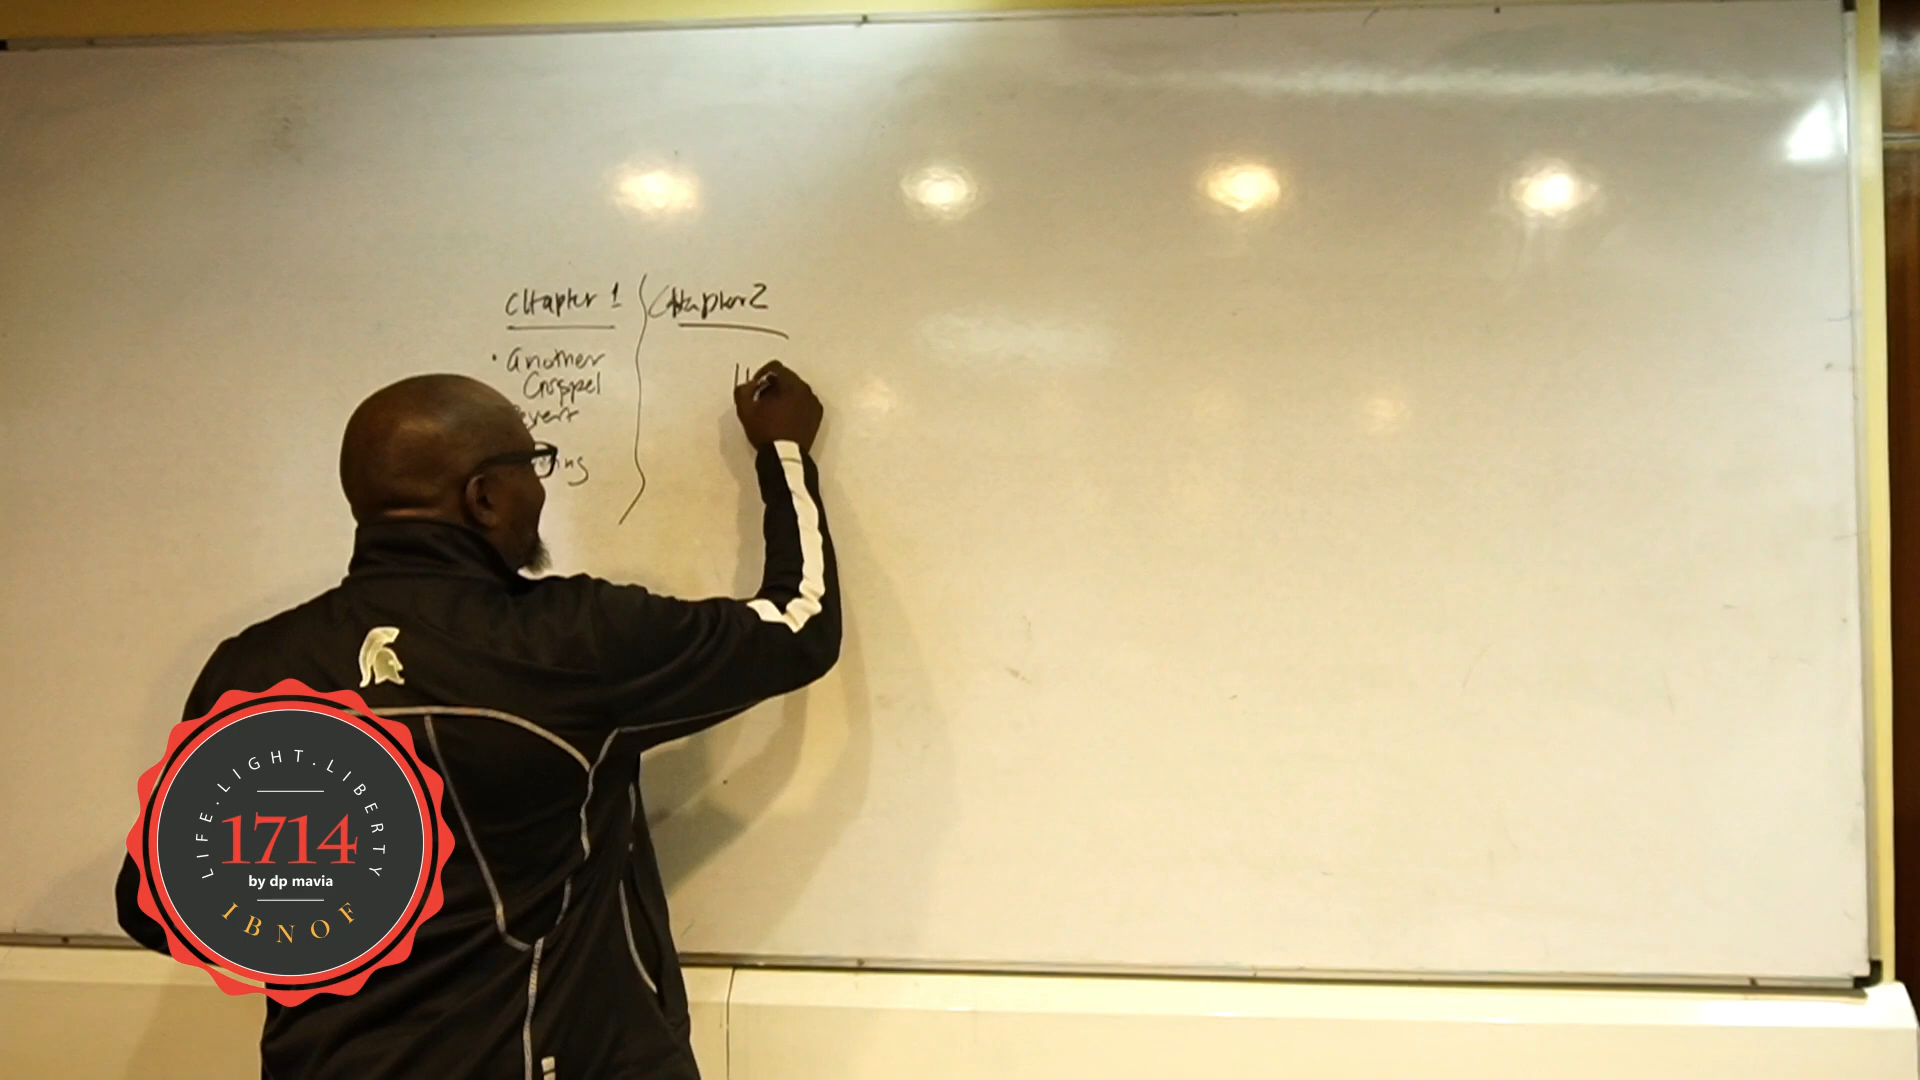 Chapter 1
Chapter 2
• Another
Gospel
LIFE.LIGHT.LIBERTY
1714
by dp mavia
IBNOF